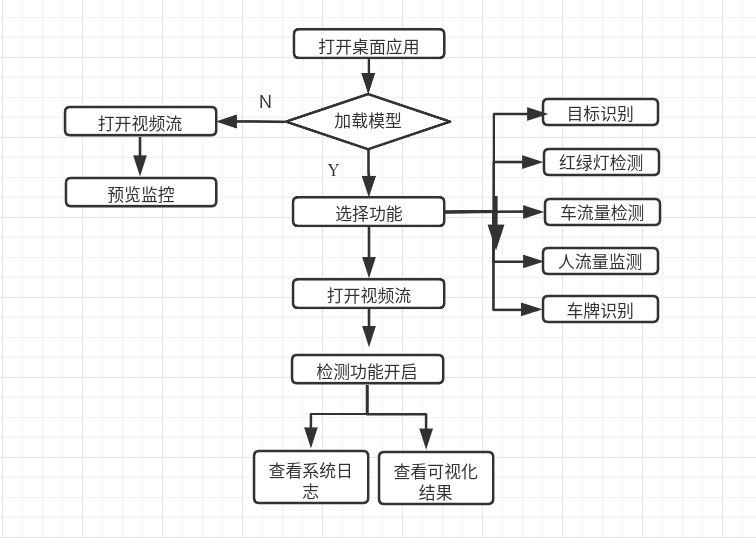 打开桌面应用
N
加载模型
打开视频流
预览监控
Y
选择功能
目标识别
红绿灯检测
车流量检测
人流量监测
车牌识别
打开视频流
检测功能开启
查看系统日
志
查看可视化
结果